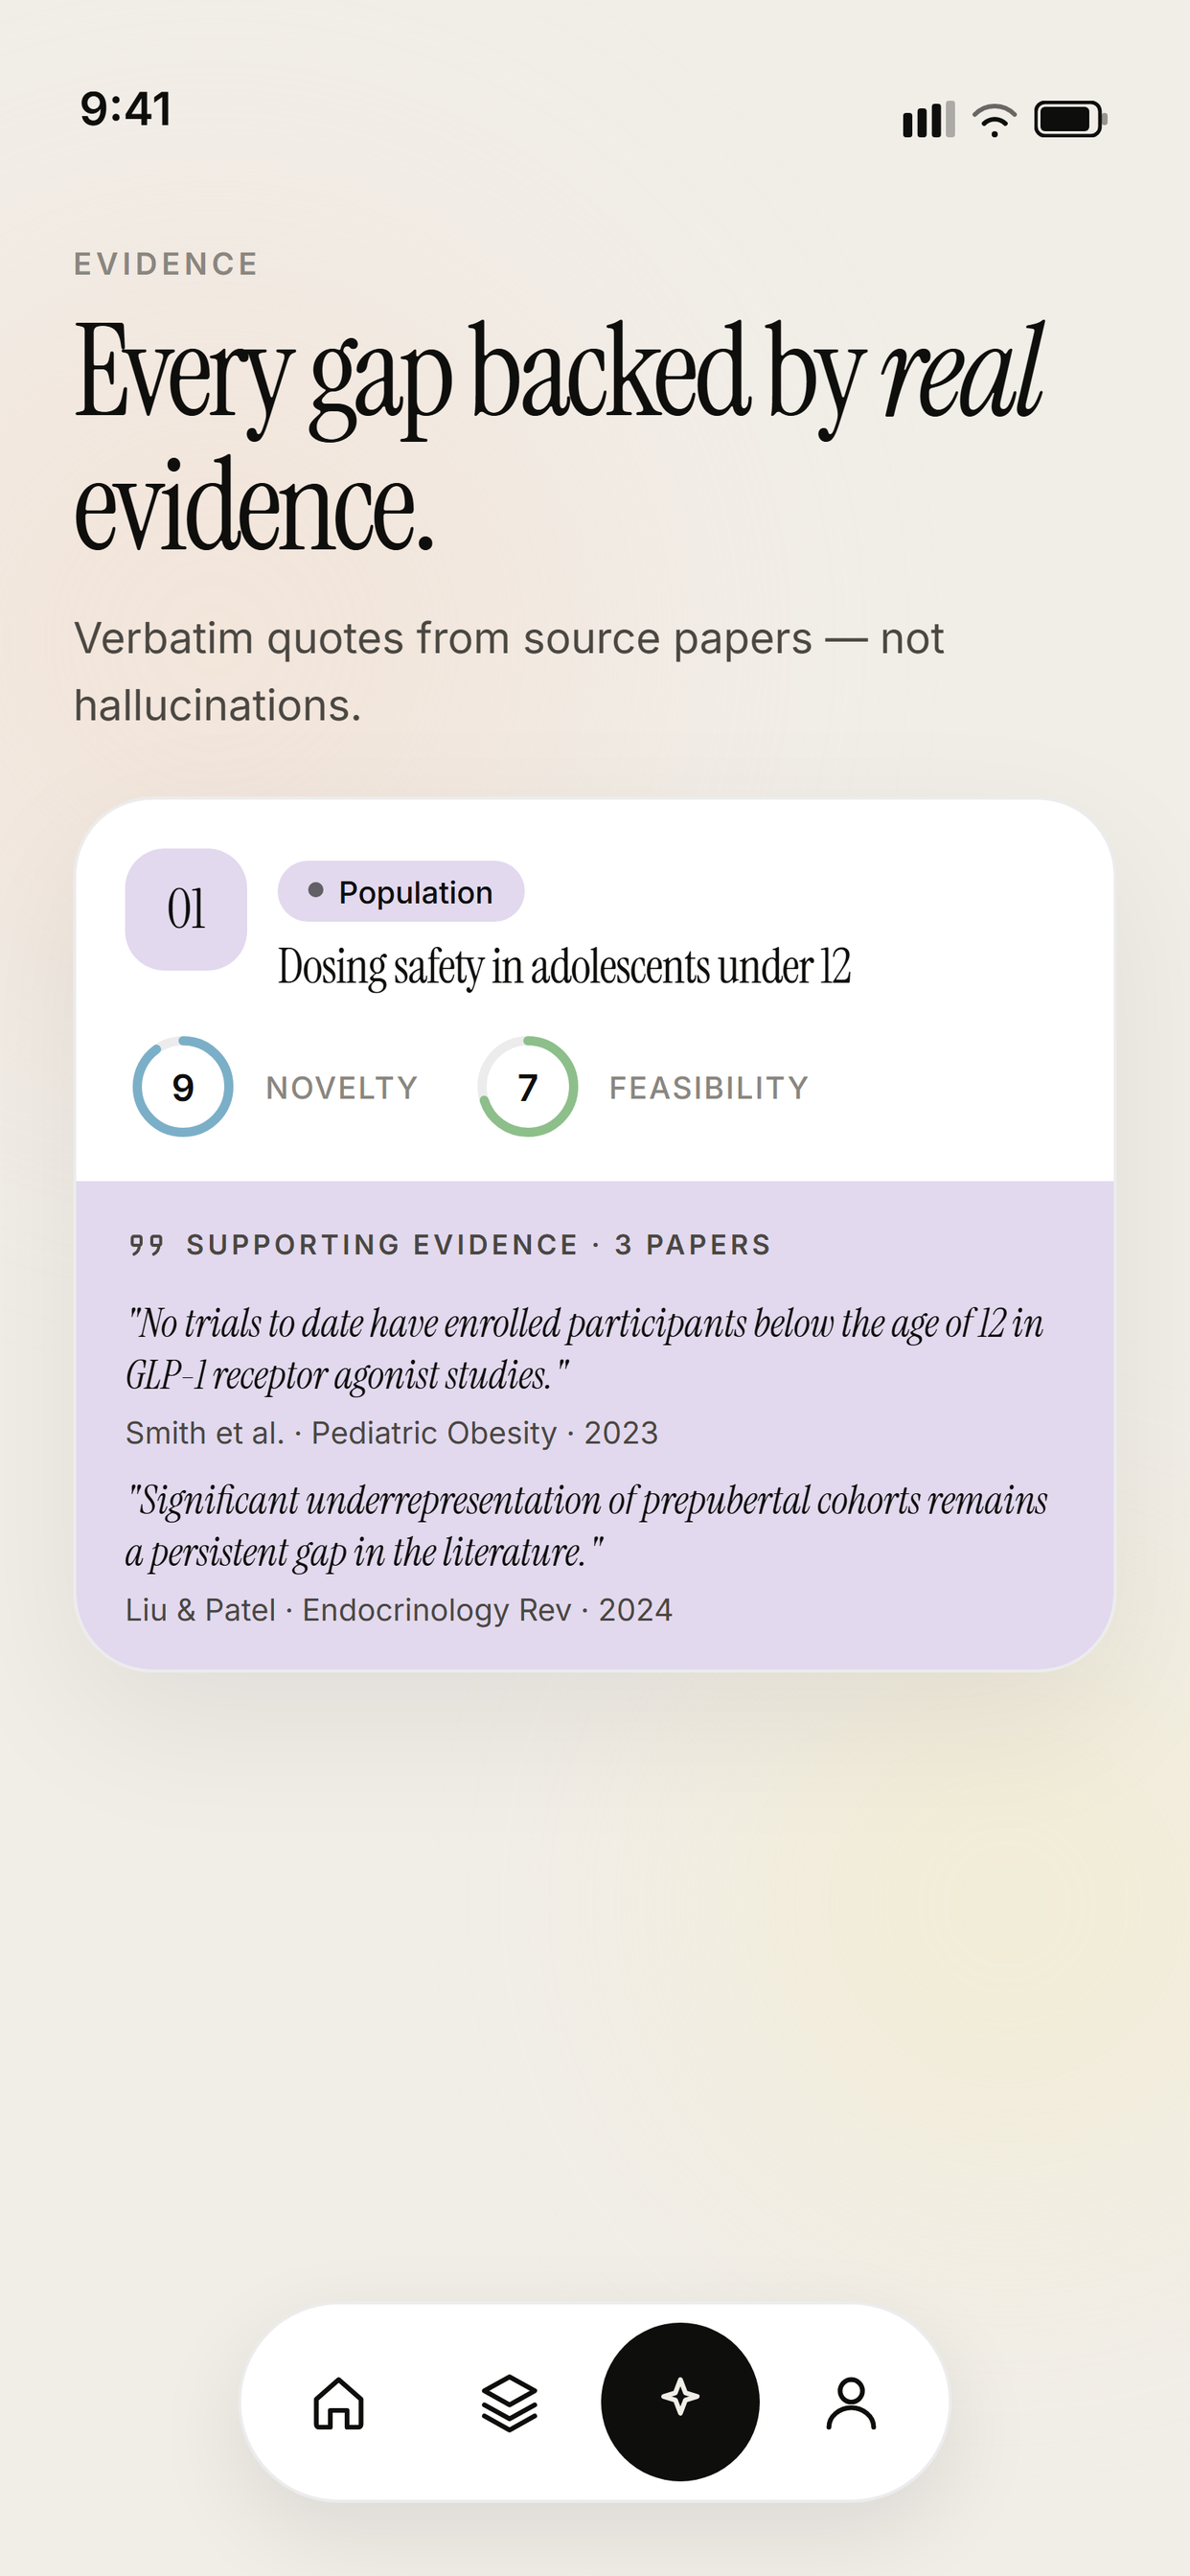 9:41
EVIDENCE
Every gap backed by real
evidence.
Verbatim quotes from source papers — not
hallucinations.
01
Population
Dosing safety in adolescents under 12
9 NOVELTY 7 FEASIBILITY
SUPPORTING EVIDENCE · 3 PAPERS
"No trials to date have enrolled participants below the age of 12 in
GLP-1 receptor agonist studies."
Smith et al. · Pediatric Obesity · 2023
"Significant underrepresentation of prepubertal cohorts remains
a persistent gap in the literature."
Liu & Patel · Endocrinology Rev · 2024